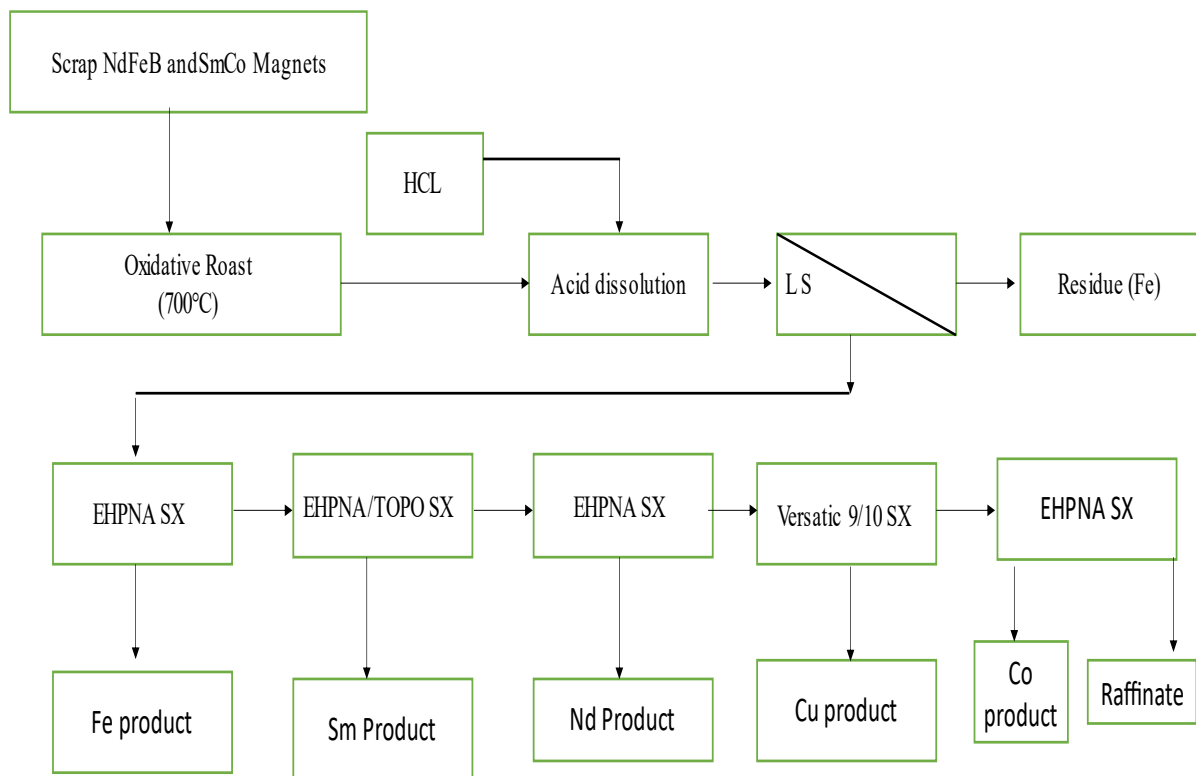 Scrap NdFeB andSmCo Magnets
HCL
Oxidative Roast
(700°C)
Acid dissolution
L S
Residue (Fe)
EHPNA SX
EHPNA/TOPO SX
EHPNA SX
Versatic 9/10 SX
EHPNA SX
Fe product
Sm Product
Nd Product
Cu product
Co
product
Raffinate